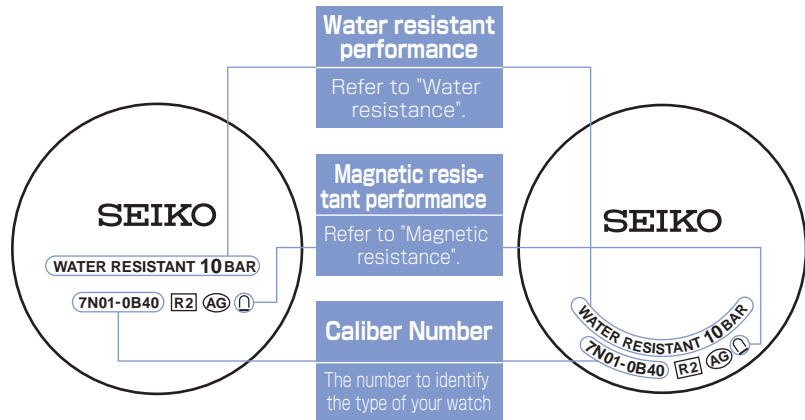 Water resistant
performance
Refer to "Water
resistance".
Magnetic resis-
tant performance
Refer to "Magnetic
resistance".
Caliber Number
The number to identify
the type of your watch
SEIKO
WATER RESISTANT 10 BAR
7N01-0B40 R2 AG
SEIKO
WATER RESISTANT 10 BAR
7N01-0B40 R2 AG